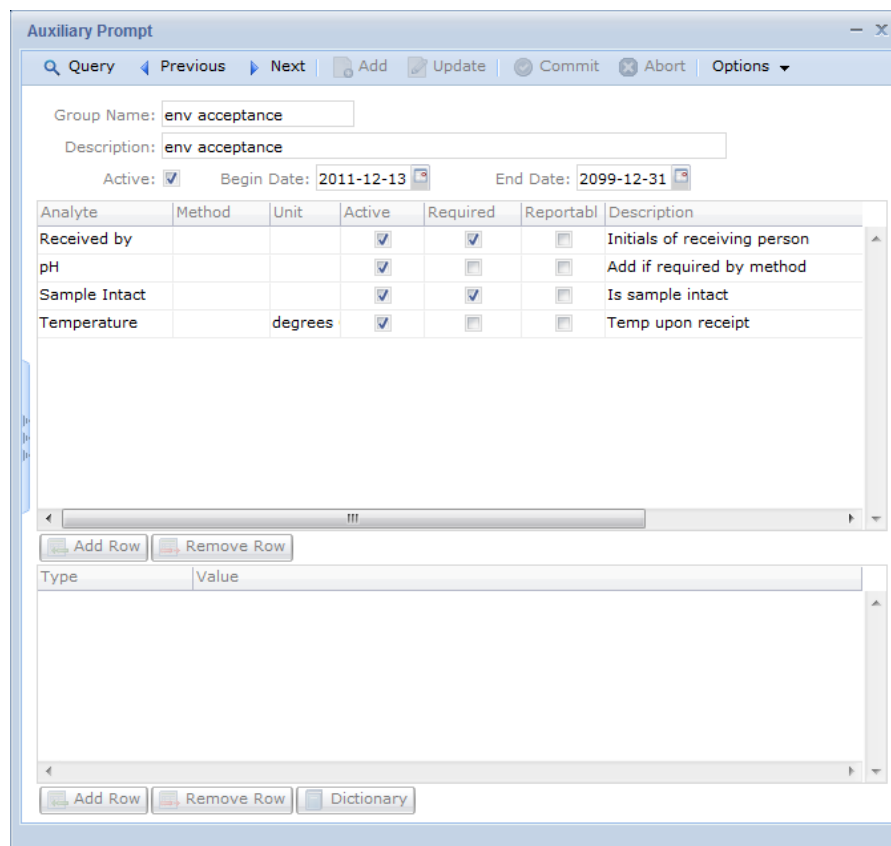 Auxiliary Prompt
Query Previous Next Add Update Commit Abort Options
Group Name: env acceptance
Description: env acceptance
Active: Begin Date: 2011-12-13 End Date: 2099-12-31
Analyte Method Unit Active Required Reportabl Description
Received by Initials of receiving person
pH Add if required by method
Sample Intact Is sample intact
Temperature degrees Temp upon receipt
Add Row Remove Row
Type Value
Add Row Remove Row Dictionary